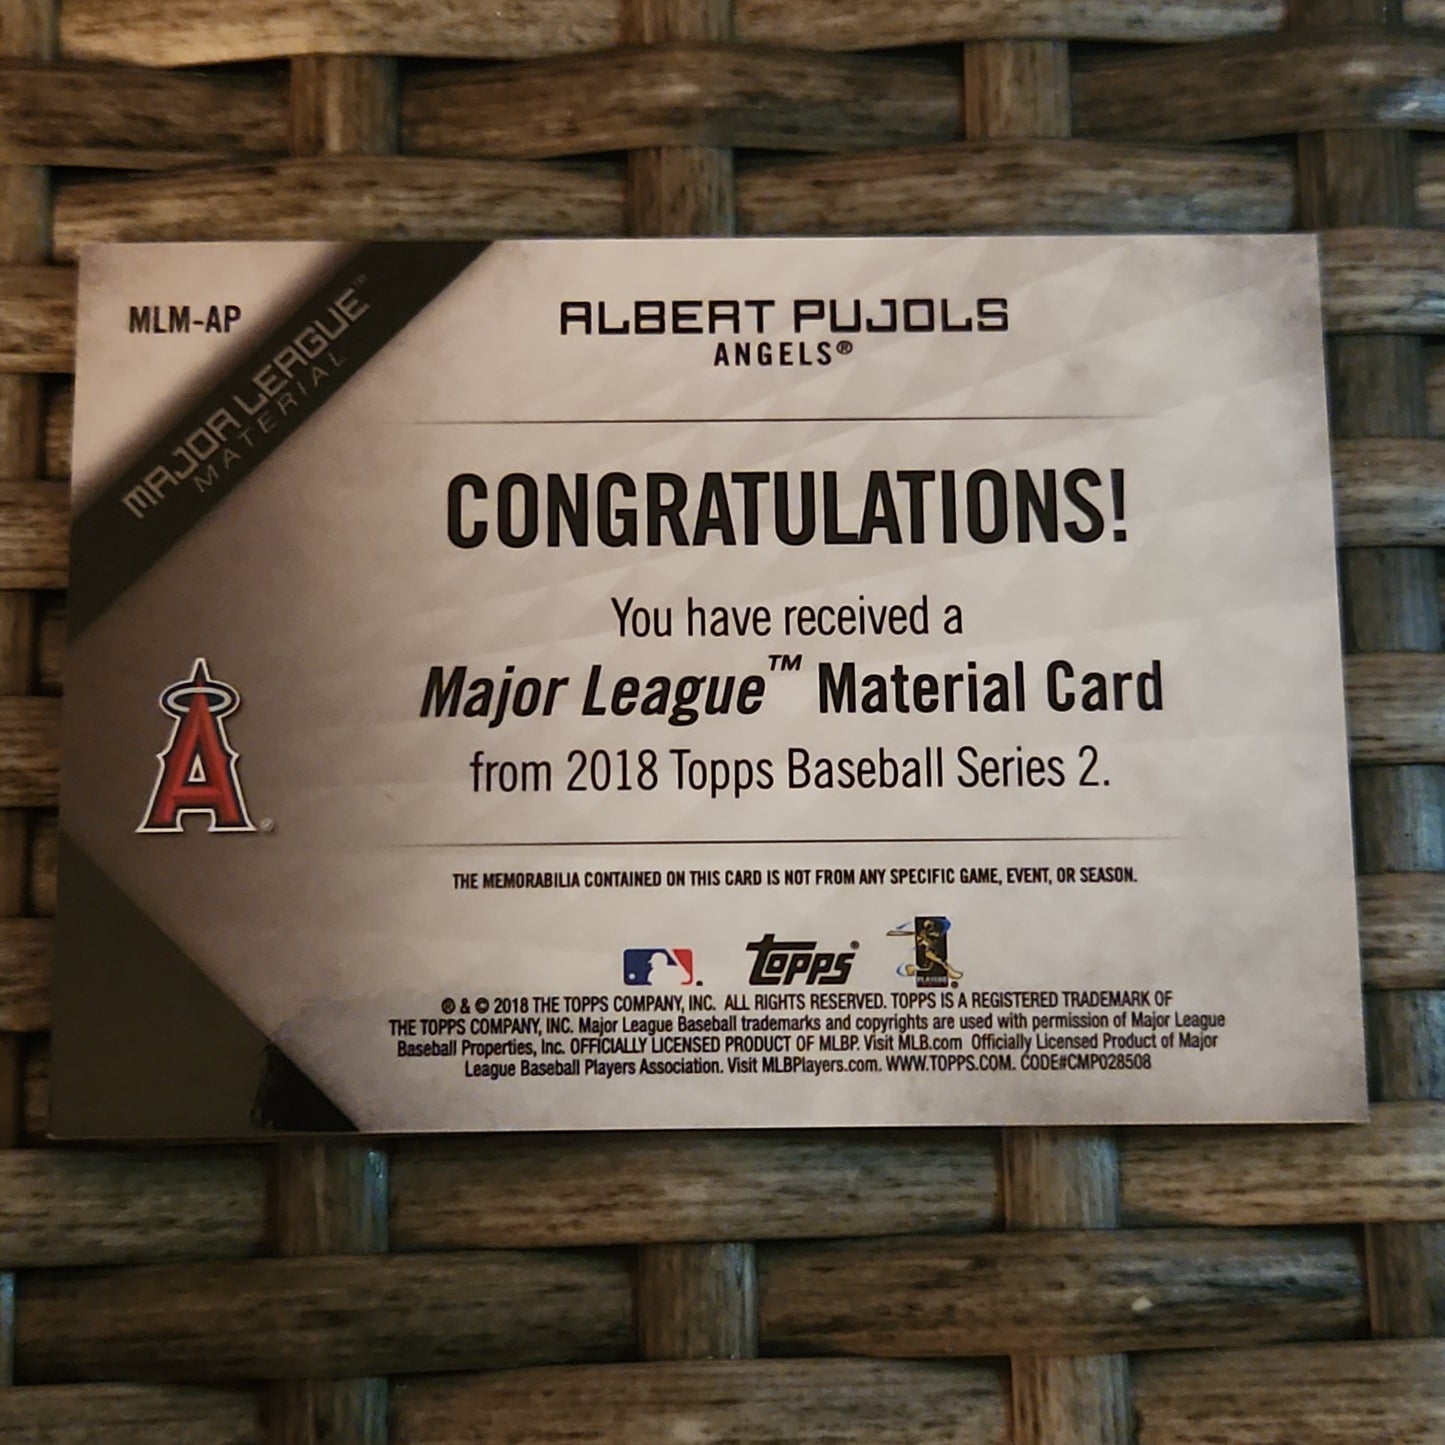 MLM-AP
MAJOR LEAGUE™
MATERIAL
ALBERT PUJOLS
ANGELS®
CONGRATULATIONS!
You have received a
Major League™ Material Card
from 2018 Topps Baseball Series 2.
A®
THE MEMORABILIA CONTAINED ON THIS CARD IS NOT FROM ANY SPECIFIC GAME, EVENT, OR SEASON.
Topps®
PLAYERS
® & © 2018 THE TOPPS COMPANY, INC. ALL RIGHTS RESERVED. TOPPS IS A REGISTERED TRADEMARK OF
THE TOPPS COMPANY, INC. Major League Baseball trademarks and copyrights are used with permission of Major League
Baseball Properties, Inc. OFFICIALLY LICENSED PRODUCT OF MLBP. Visit MLB.com Officially Licensed Product of Major
League Baseball Players Association. Visit MLBPlayers.com. WWW.TOPPS.COM. CODE#CMP028508